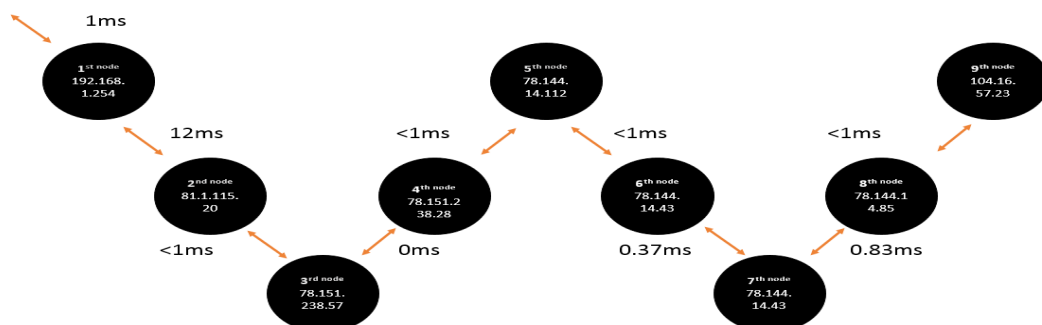 1ms
1st node
192.168.
1.254
12ms
2nd node
81.1.115.
20
<1ms
3rd node
78.151.
238.57
0ms
4th node
78.151.2
38.28
<1ms
5th node
78.144.
14.112
<1ms
6th node
78.144.
14.43
0.37ms
7th node
78.144.
14.43
0.83ms
8th node
78.144.1
4.85
<1ms
9th node
104.16.
57.23